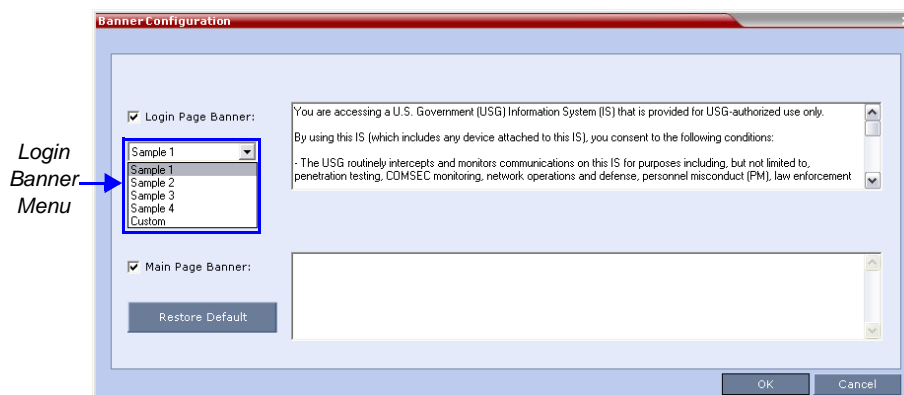 Banner Configuration
Login Page Banner:
You are accessing a U.S. Government (USG) Information System (IS) that is provided for USG-authorized use only.
By using this IS (which includes any device attached to this IS), you consent to the following conditions:
- The USG routinely intercepts and monitors communications on this IS for purposes including, but not limited to,
penetration testing, COMSEC monitoring, network operations and defense, personnel misconduct (PM), law enforcement
Login
Banner
Menu
Sample 1
Sample 1
Sample 2
Sample 3
Sample 4
Custom
Main Page Banner:
Restore Default
OK
Cancel